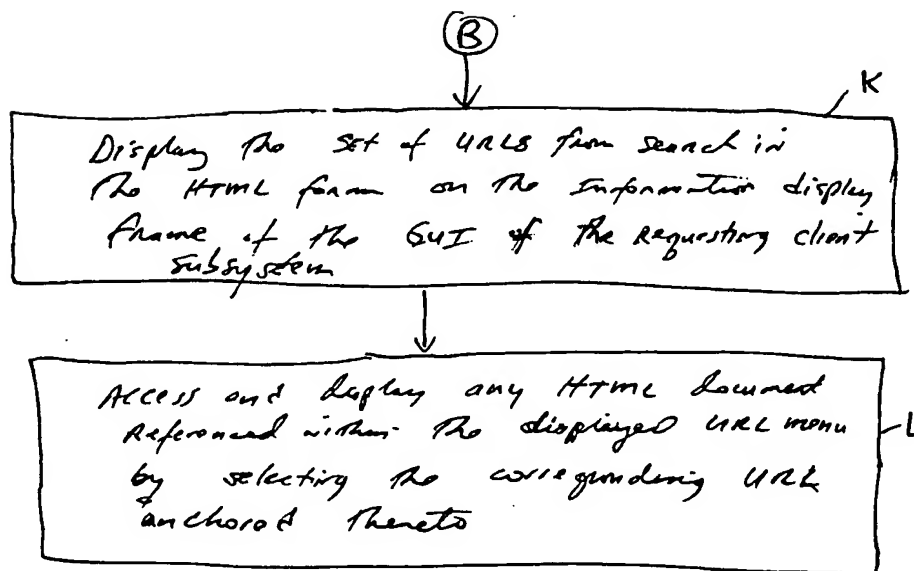 B
K
Display the set of URLs from search in
the HTML form on the Information display
frame of the GUI of the Requesting client
subsystem
Access and display any HTML document
Referenced within the displayed URL menu
L
by selecting the corresponding URL
& anchored thereto